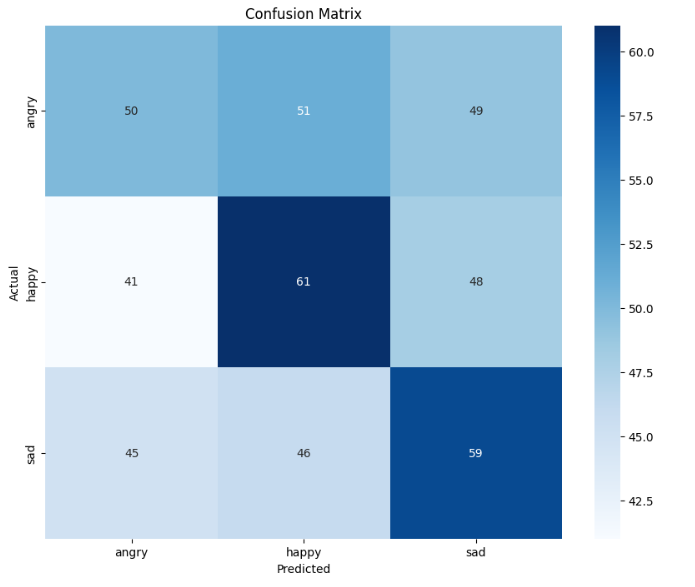 Confusion Matrix
angry 50 51 49
happy 41 61 48
sad 45 46 59
Actual
angry happy sad
Predicted
60.0
57.5
55.0
52.5
50.0
47.5
45.0
42.5